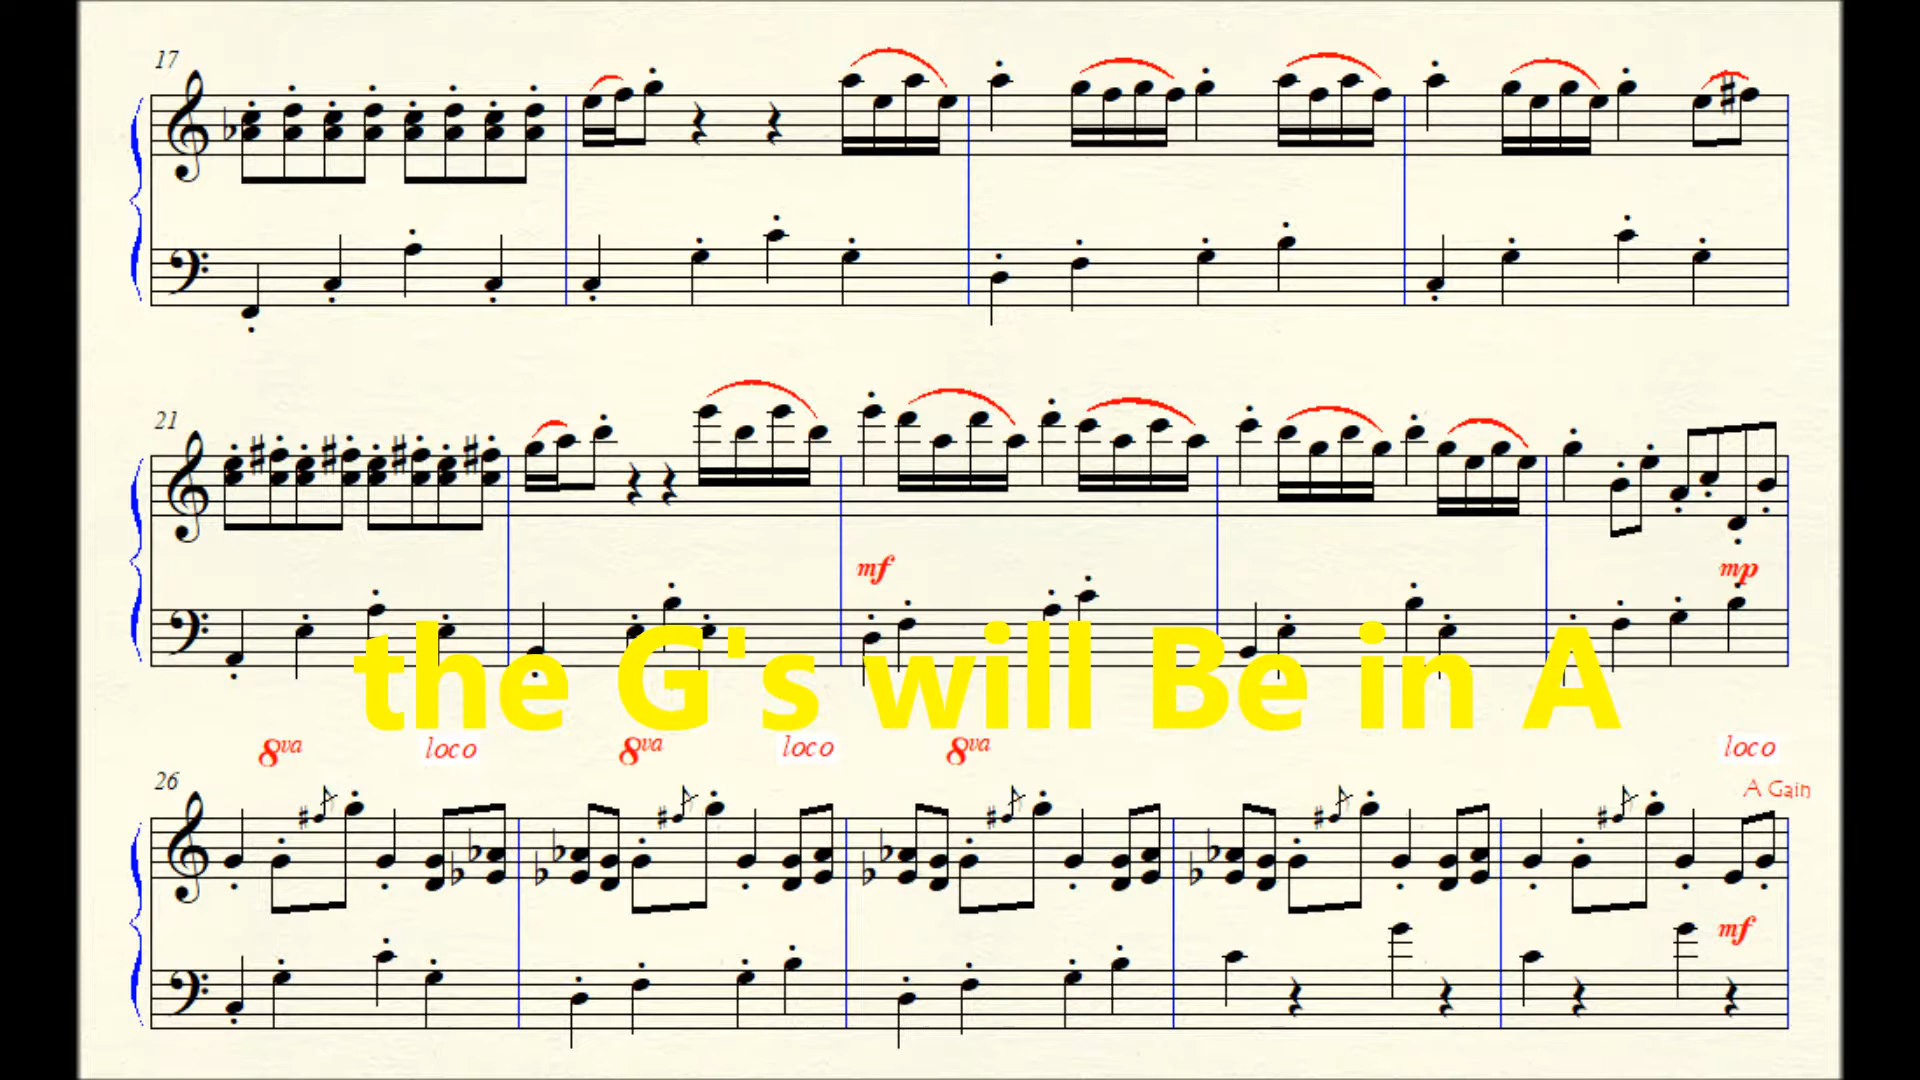 17
21
mf
mp
the G's will Be in A
8va loco 8va loco 8va loco
26
A Gain
mf